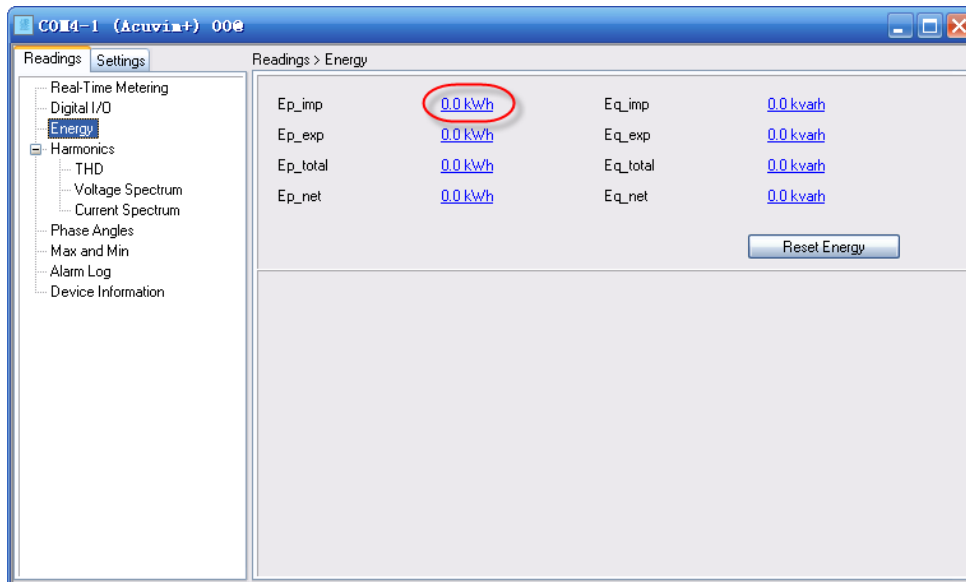 COM4-1 (Acuvim+) 00@
Readings Settings
Readings > Energy
Real-Time Metering
Digital I/O
Energy
Harmonics
THD
Voltage Spectrum
Current Spectrum
Phase Angles
Max and Min
Alarm Log
Device Information
Ep_imp 0.0 kWh Eq_imp 0.0 kvarh
Ep_exp 0.0 kWh Eq_exp 0.0 kvarh
Ep_total 0.0 kWh Eq_total 0.0 kvarh
Ep_net 0.0 kWh Eq_net 0.0 kvarh
Reset Energy